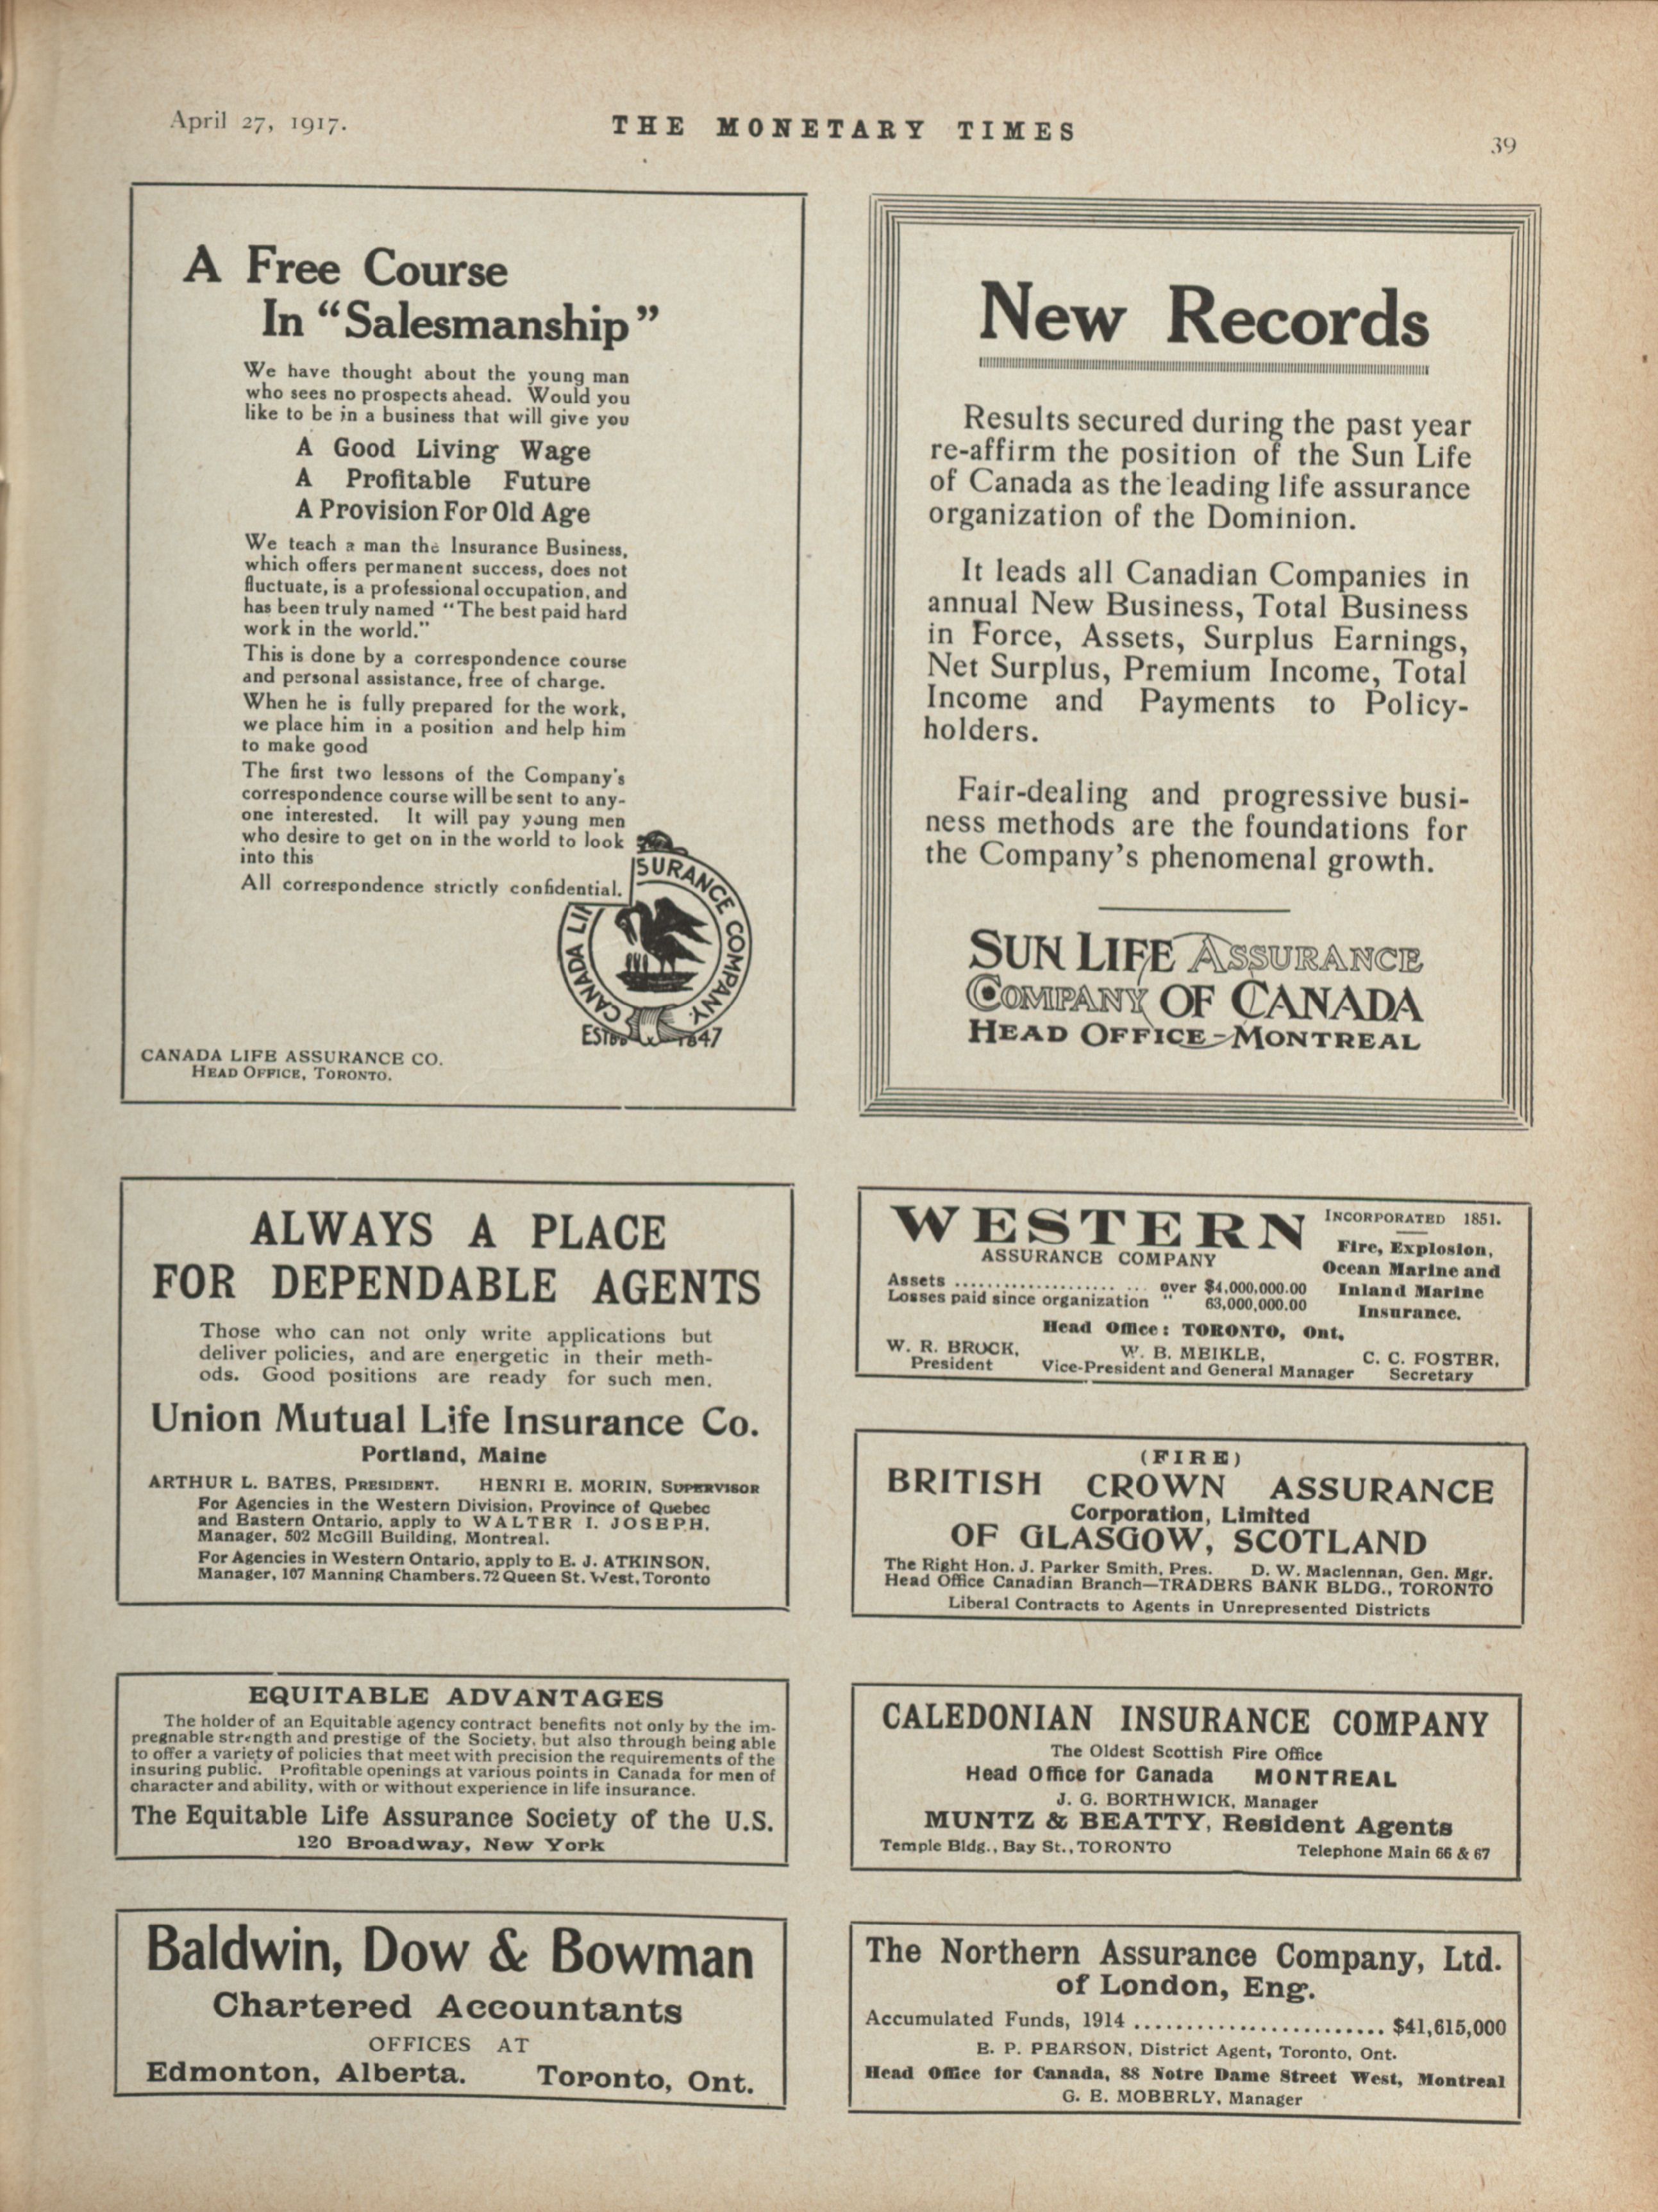 April 27, 1917.
THE MONETARY TIMES
39
A Free Course
In "Salesmanship"
We have thought about the young man
who sees no prospects ahead. Would you
like to be in a business that will give you
A Good Living Wage
A Profitable Future
A Provision For Old Age
We teach a man the Insurance Business,
which offers permanent success, does not
fluctuate, is a professional occupation, and
has been truly named "The best paid hard
work in the world."
This is done by a correspondence course
and personal assistance, free of charge.
When he is fully prepared for the work,
we place him in a position and help him
to make good
The first two lessons of the Company's
correspondence course will be sent to any-
one interested. It will pay young men
who desire to get on in the world to look
into this
All correspondence strictly confidential.
CANADA LIF
SURANCE COMPANY.
ESTBD 1847
CANADA LIFE ASSURANCE CO.
HEAD OFFICE, TORONTO.
New Records
Results secured during the past year
re-affirm the position of the Sun Life
of Canada as the leading life assurance
organization of the Dominion.
It leads all Canadian Companies in
annual New Business, Total Business
in Force, Assets, Surplus Earnings,
Net Surplus, Premium Income, Total
Income and Payments to Policy-
holders.
Fair-dealing and progressive busi-
ness methods are the foundations for
the Company's phenomenal growth.
SUN LIFE ASSURANCE
COMPANY OF CANADA
HEAD OFFICE-MONTREAL
ALWAYS A PLACE
FOR DEPENDABLE AGENTS
Those who can not only write applications but
deliver policies, and are energetic in their meth-
ods. Good positions are ready for such men.
Union Mutual Life Insurance Co.
Portland, Maine
ARTHUR L. BATES, PRESIDENT. HENRI E. MORIN, SUPERVISOR
For Agencies in the Western Division, Province of Quebec
and Eastern Ontario, apply to WALTER I. JOSEPH,
Manager, 502 McGill Building, Montreal.
For Agencies in Western Ontario, apply to E. J. ATKINSON,
Manager, 107 Manning Chambers, 72 Queen St. West, Toronto
WESTERN
ASSURANCE COMPANY
INCORPORATED 1851.
Fire, Explosion,
Ocean Marine and
Inland Marine
Insurance.
Assets ........................ over $4,000,000.00
Losses paid since organization " 63,000,000.00
Head Office: TORONTO, Ont.
W. R. BROCK, W. B. MEIKLE, C. C. FOSTER,
President Vice-President and General Manager Secretary
(FIRE)
BRITISH CROWN ASSURANCE
Corporation, Limited
OF GLASGOW, SCOTLAND
The Right Hon. J. Parker Smith, Pres. D. W. Maclennan, Gen. Mgr.
Head Office Canadian Branch—TRADERS BANK BLDG., TORONTO
Liberal Contracts to Agents in Unrepresented Districts
EQUITABLE ADVANTAGES
The holder of an Equitable agency contract benefits not only by the im-
pregnable strength and prestige of the Society, but also through being able
to offer a variety of policies that meet with precision the requirements of the
insuring public. Profitable openings at various points in Canada for men of
character and ability, with or without experience in life insurance.
The Equitable Life Assurance Society of the U.S.
120 Broadway, New York
CALEDONIAN INSURANCE COMPANY
The Oldest Scottish Fire Office
Head Office for Canada MONTREAL
J. G. BORTHWICK, Manager
MUNTZ & BEATTY, Resident Agents
Temple Bldg., Bay St., TORONTO Telephone Main 66 & 67
Baldwin, Dow & Bowman
Chartered Accountants
OFFICES AT
Edmonton, Alberta. Toronto, Ont.
The Northern Assurance Company, Ltd.
of London, Eng.
Accumulated Funds, 1914 ........................ $41,615,000
E. P. PEARSON, District Agent, Toronto, Ont.
Head Office for Canada, 88 Notre Dame Street West, Montreal
G. E. MOBERLY, Manager